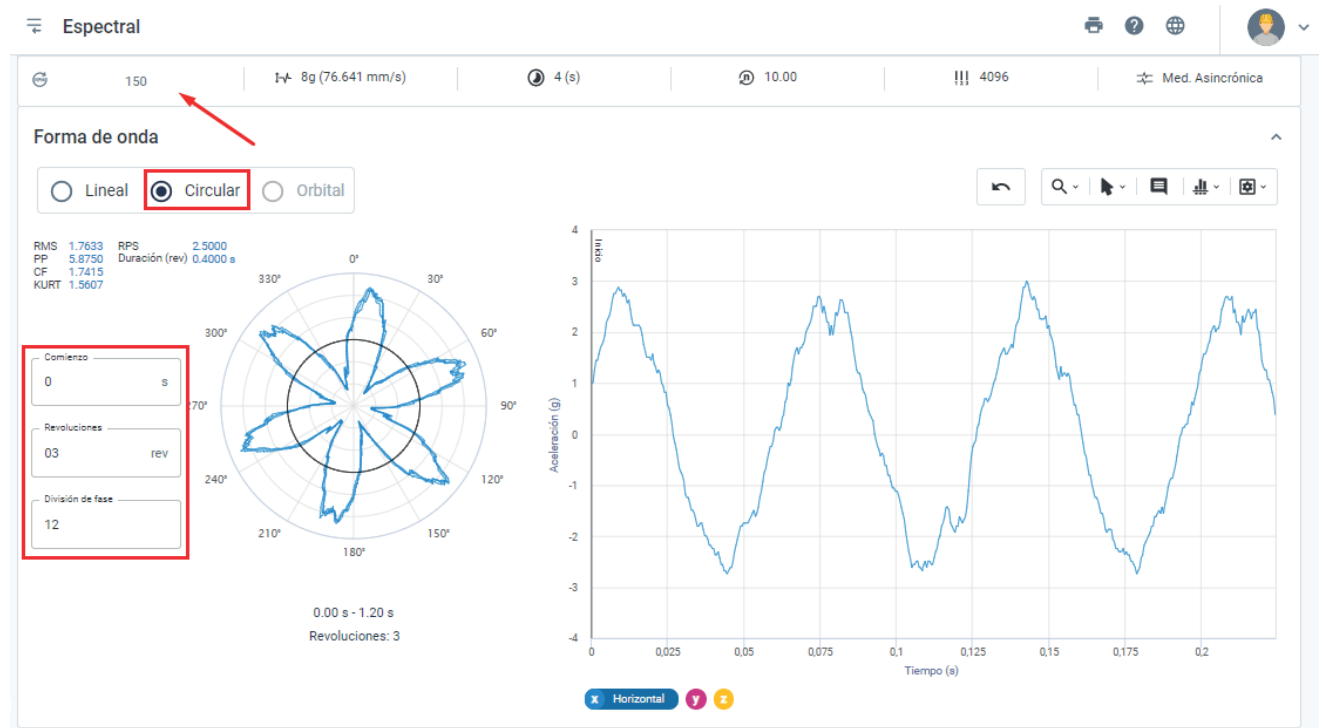 Espectral
150
8g (76.641 mm/s)
4 (s)
10.00
4096
Med. Asincrónica
Forma de onda
Lineal
Circular
Orbital
RMS 1.7633 RPS 2.5000
PP 5.8750 Duración (rev) 0.4000 s
CF 1.7415
KURT 1.5607
0°
30°
60°
90°
120°
150°
180°
210°
240°
270°
300°
330°
Comienzo
0 s
Revoluciones
03 rev
División de fase
12
0.00 s - 1.20 s
Revoluciones: 3
Inicio
Aceleración (g)
4
3
2
1
0
-1
-2
-3
-4
0 0,025 0,05 0,075 0,1 0,125 0,15 0,175 0,2
Tiempo (s)
x Horizontal y z